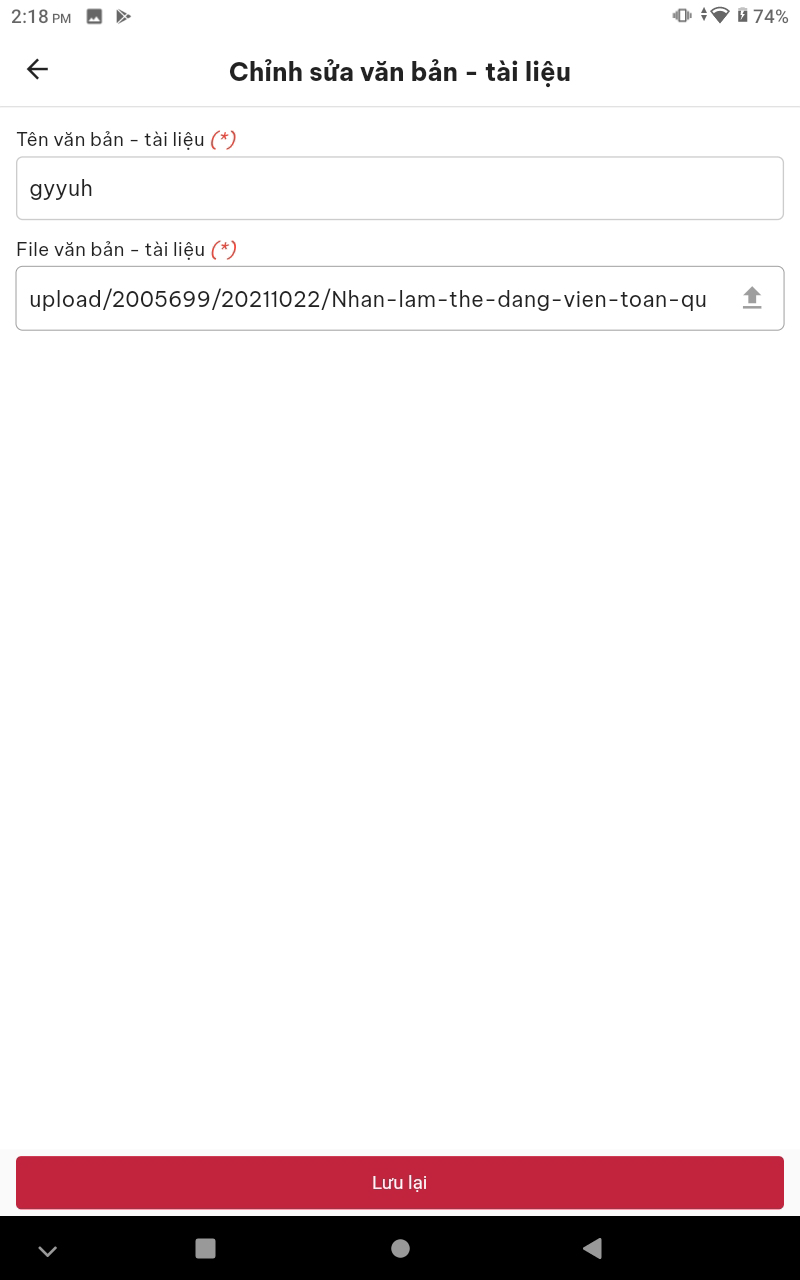 2:18 PM
74%
Chỉnh sửa văn bản - tài liệu
Tên văn bản - tài liệu (*)
gyyuh
File văn bản - tài liệu (*)
upload/2005699/20211022/Nhan-lam-the-dang-vien-toan-qu
Lưu lại